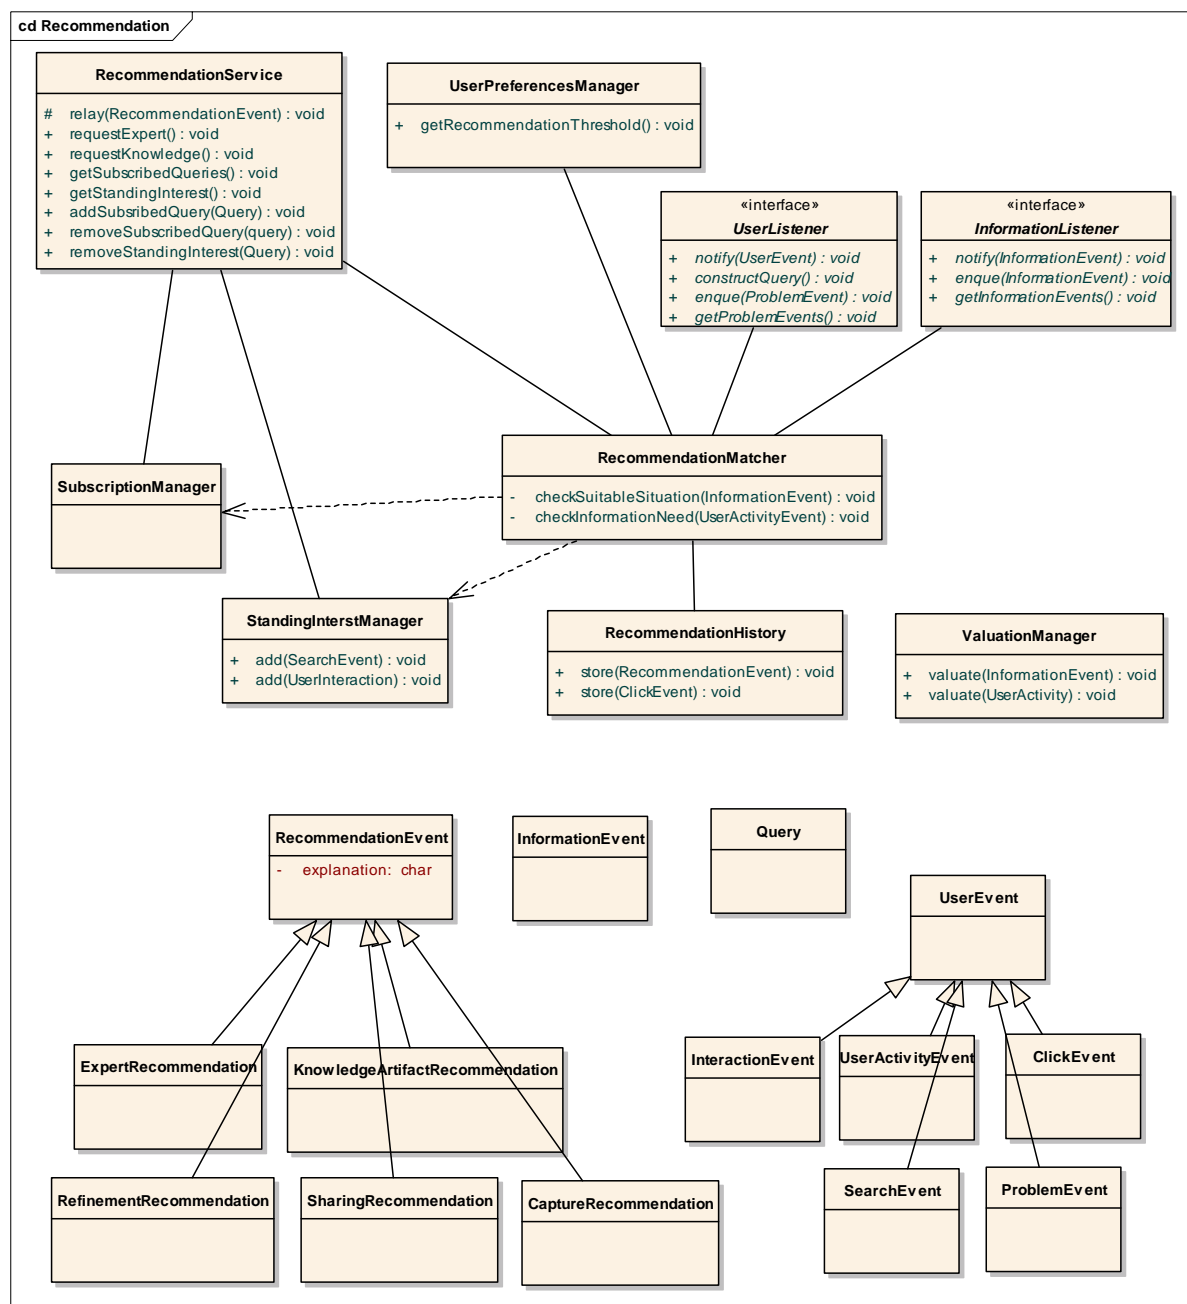 cd Recommendation
RecommendationService
# relay(RecommendationEvent) : void
+ requestExpert() : void
+ requestKnowledge() : void
+ getSubscribedQueries() : void
+ getStandingInterest() : void
+ addSubsribedQuery(Query) : void
+ removeSubscribedQuery(query) : void
+ removeStandingInterest(Query) : void
UserPreferencesManager
+ getRecommendationThreshold() : void
«interface»
UserListener
+ notify(UserEvent) : void
+ constructQuery() : void
+ enque(ProblemEvent) : void
+ getProblemEvents() : void
«interface»
InformationListener
+ notify(InformationEvent) : void
+ enque(InformationEvent) : void
+ getInformationEvents() : void
RecommendationMatcher
- checkSuitableSituation(InformationEvent) : void
- checkInformationNeed(UserActivityEvent) : void
SubscriptionManager
StandingInterstManager
+ add(SearchEvent) : void
+ add(UserInteraction) : void
RecommendationHistory
+ store(RecommendationEvent) : void
+ store(ClickEvent) : void
ValuationManager
+ valuate(InformationEvent) : void
+ valuate(UserActivity) : void
RecommendationEvent
- explanation: char
InformationEvent
Query
UserEvent
ExpertRecommendation
KnowledgeArtifactRecommendation
InteractionEvent
UserActivityEvent
ClickEvent
RefinementRecommendation
SharingRecommendation
CaptureRecommendation
SearchEvent
ProblemEvent